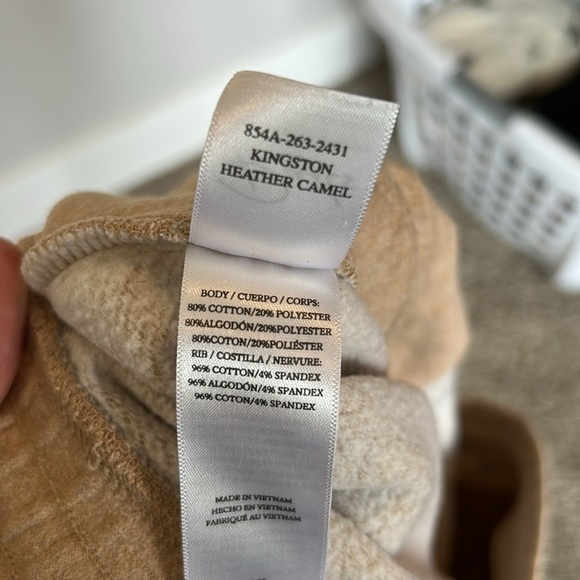 854A-263-2431
KINGSTON
HEATHER CAMEL
BODY / CUERPO / CORPS:
80% COTTON/20% POLYESTER
80%ALGODÓN/20%POLYESTER
80%COTON/20%POLIÉSTER
RIB / COSTILLA / NERVURE:
96% COTTON/4% SPANDEX
96% ALGODÓN/4% SPANDEX
96% COTON/4% SPANDEX
MADE IN VIETNAM
HECHO EN VIETNAM
FABRIQUÉ AU VIETNAM